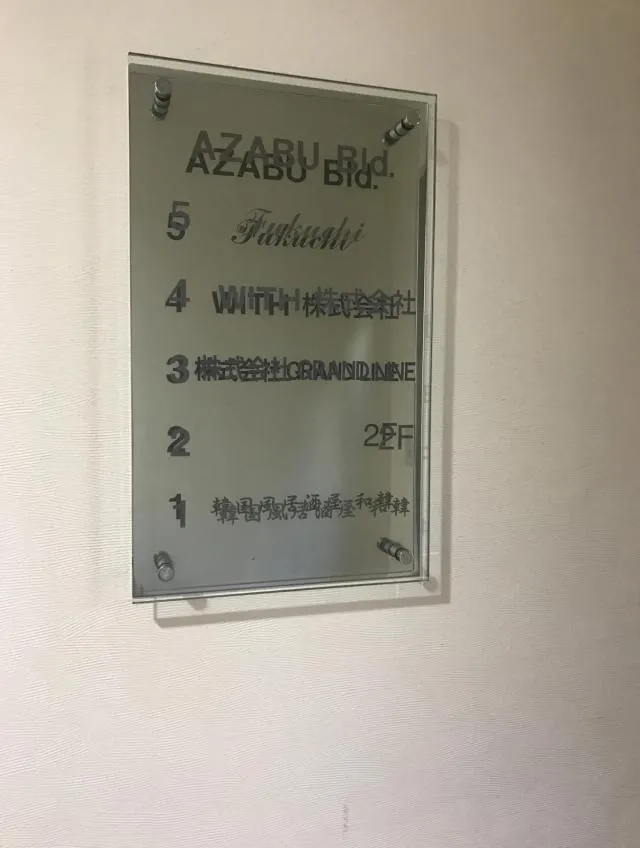 AZABU Bld.
5 Fukuchi
4 WITH 株式会社
3 株式会社 GRANDLINE
2 2F
1 韓国風居酒屋 和韓